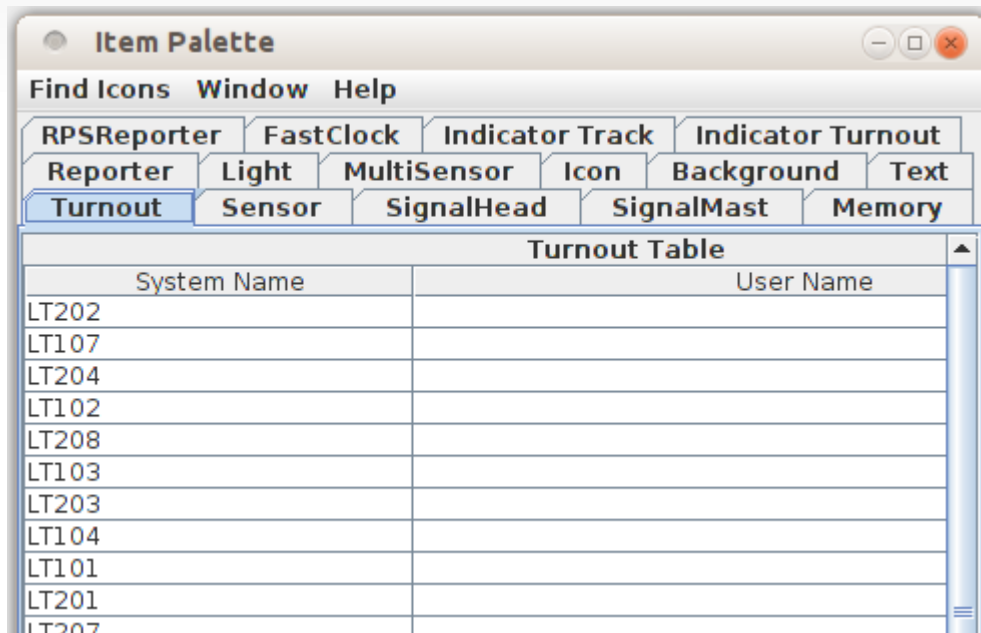 Item Palette
Find Icons Window Help
RPSReporter FastClock Indicator Track Indicator Turnout
Reporter Light MultiSensor Icon Background Text
Turnout Sensor SignalHead SignalMast Memory
Turnout Table
System Name User Name
LT202
LT107
LT204
LT102
LT208
LT103
LT203
LT104
LT101
LT201
LT207